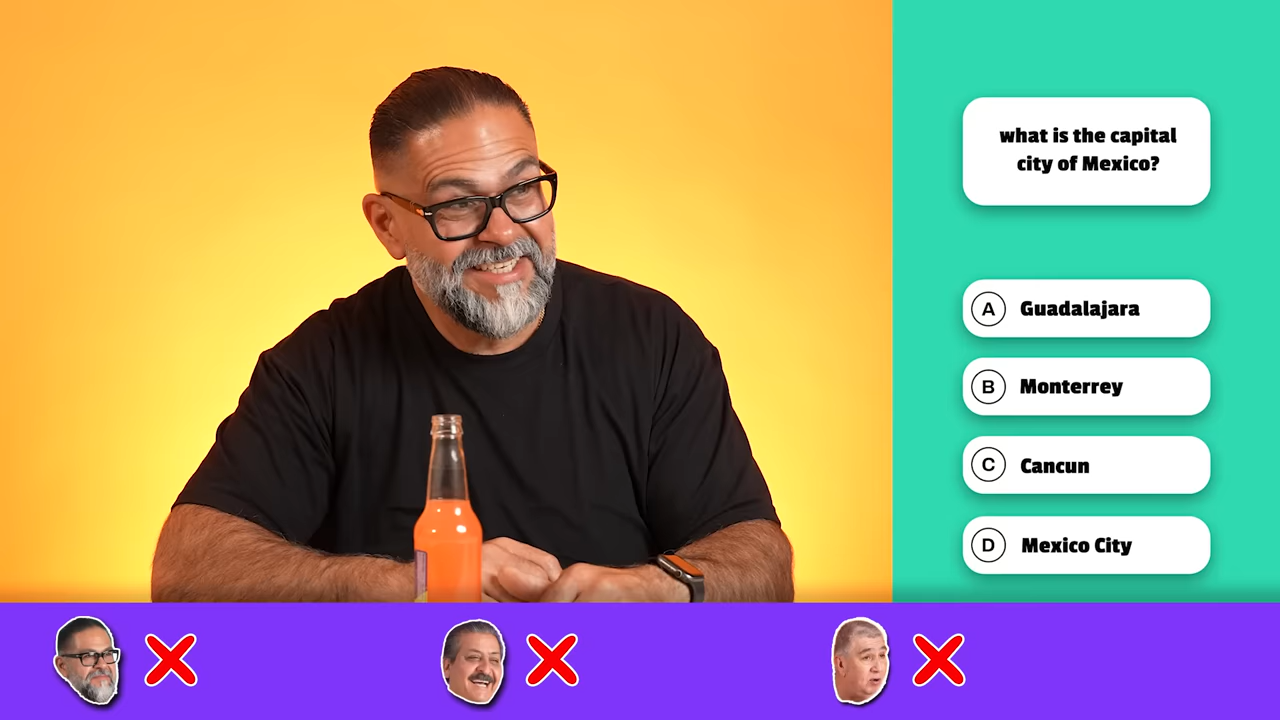 what is the capital
city of Mexico?
A Guadalajara
B Monterrey
C Cancun
D Mexico City